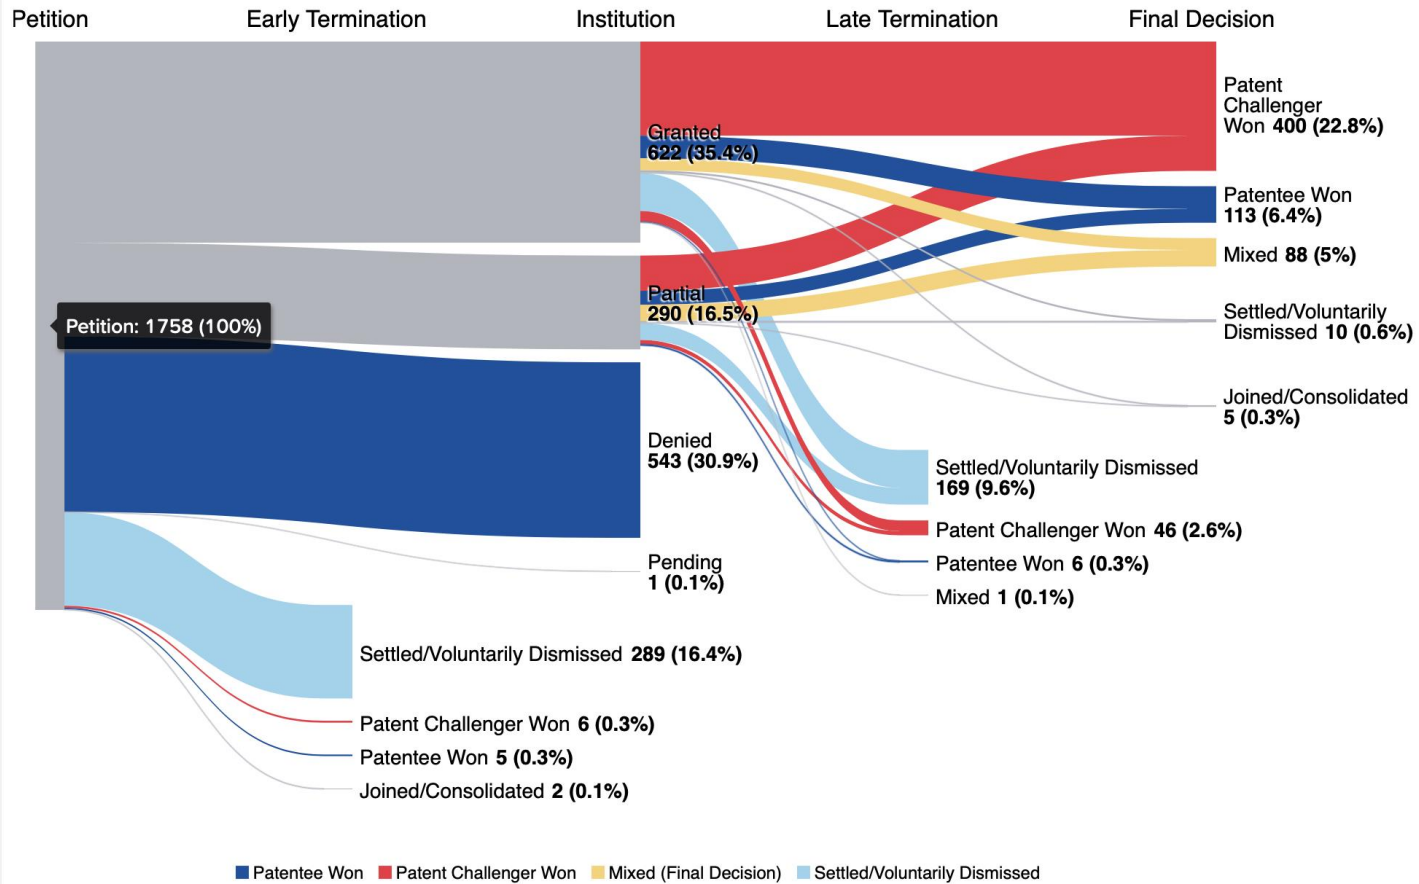 Petition
Early Termination
Institution
Late Termination
Final Decision
Patent
Challenger
Won 400 (22.8%)
Granted
622 (35.4%)
Patentee Won
113 (6.4%)
Mixed 88 (5%)
Partial
290 (16.5%)
Settled/Voluntarily
Dismissed 10 (0.6%)
Petition: 1758 (100%)
Joined/Consolidated
5 (0.3%)
Denied
543 (30.9%)
Settled/Voluntarily Dismissed
169 (9.6%)
Patent Challenger Won 46 (2.6%)
Pending
1 (0.1%)
Patentee Won 6 (0.3%)
Mixed 1 (0.1%)
Settled/Voluntarily Dismissed 289 (16.4%)
Patent Challenger Won 6 (0.3%)
Patentee Won 5 (0.3%)
Joined/Consolidated 2 (0.1%)
Patentee Won
Patent Challenger Won
Mixed (Final Decision)
Settled/Voluntarily Dismissed